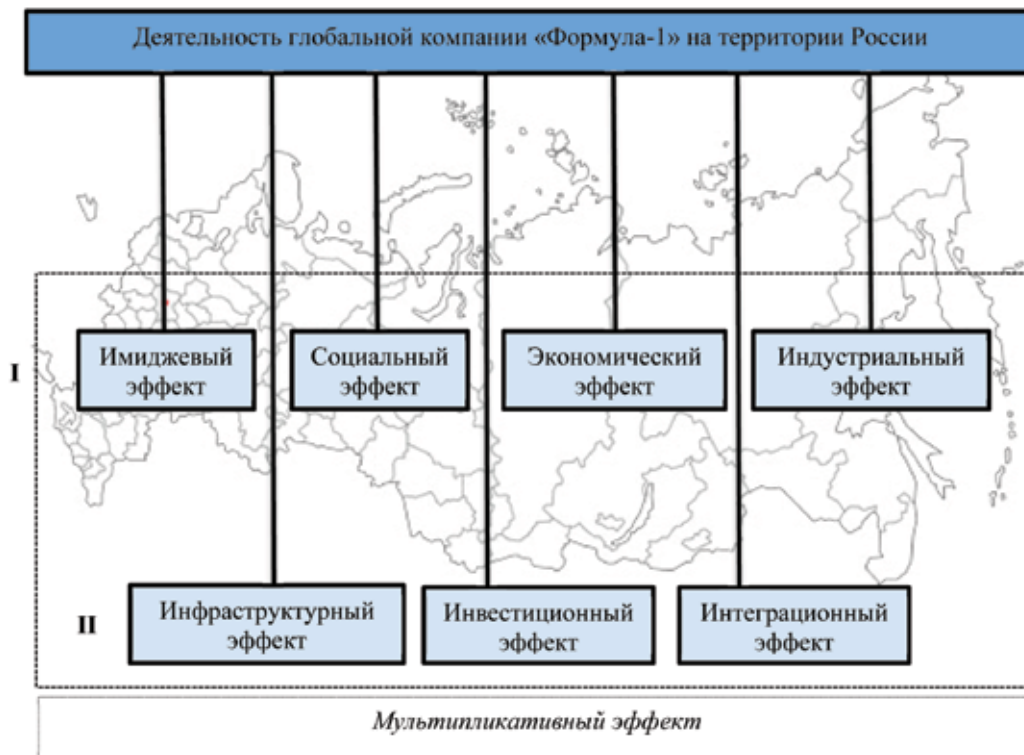 Деятельность глобальной компании «Формула-1» на территории России
I
Имиджевый
эффект
Социальный
эффект
Экономический
эффект
Индустриальный
эффект
II
Инфраструктурный
эффект
Инвестиционный
эффект
Интеграционный
эффект
Мультипликативный эффект